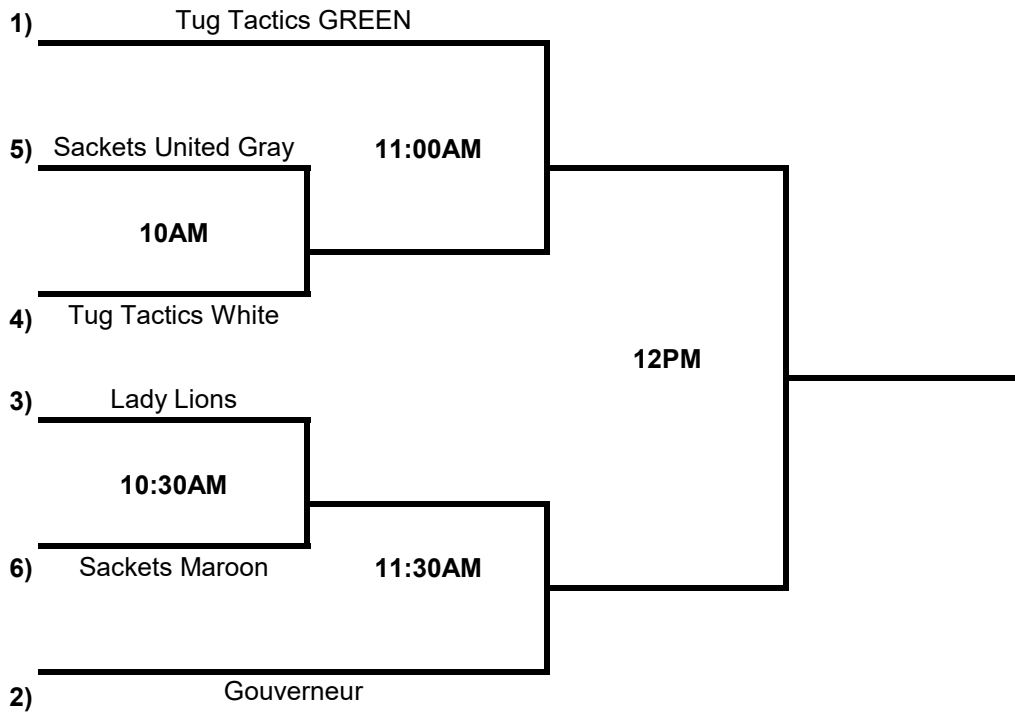 1) Tug Tactics GREEN
5) Sackets United Gray
11:00AM
10AM
4) Tug Tactics White
12PM
3) Lady Lions
10:30AM
6) Sackets Maroon
11:30AM
2) Gouverneur